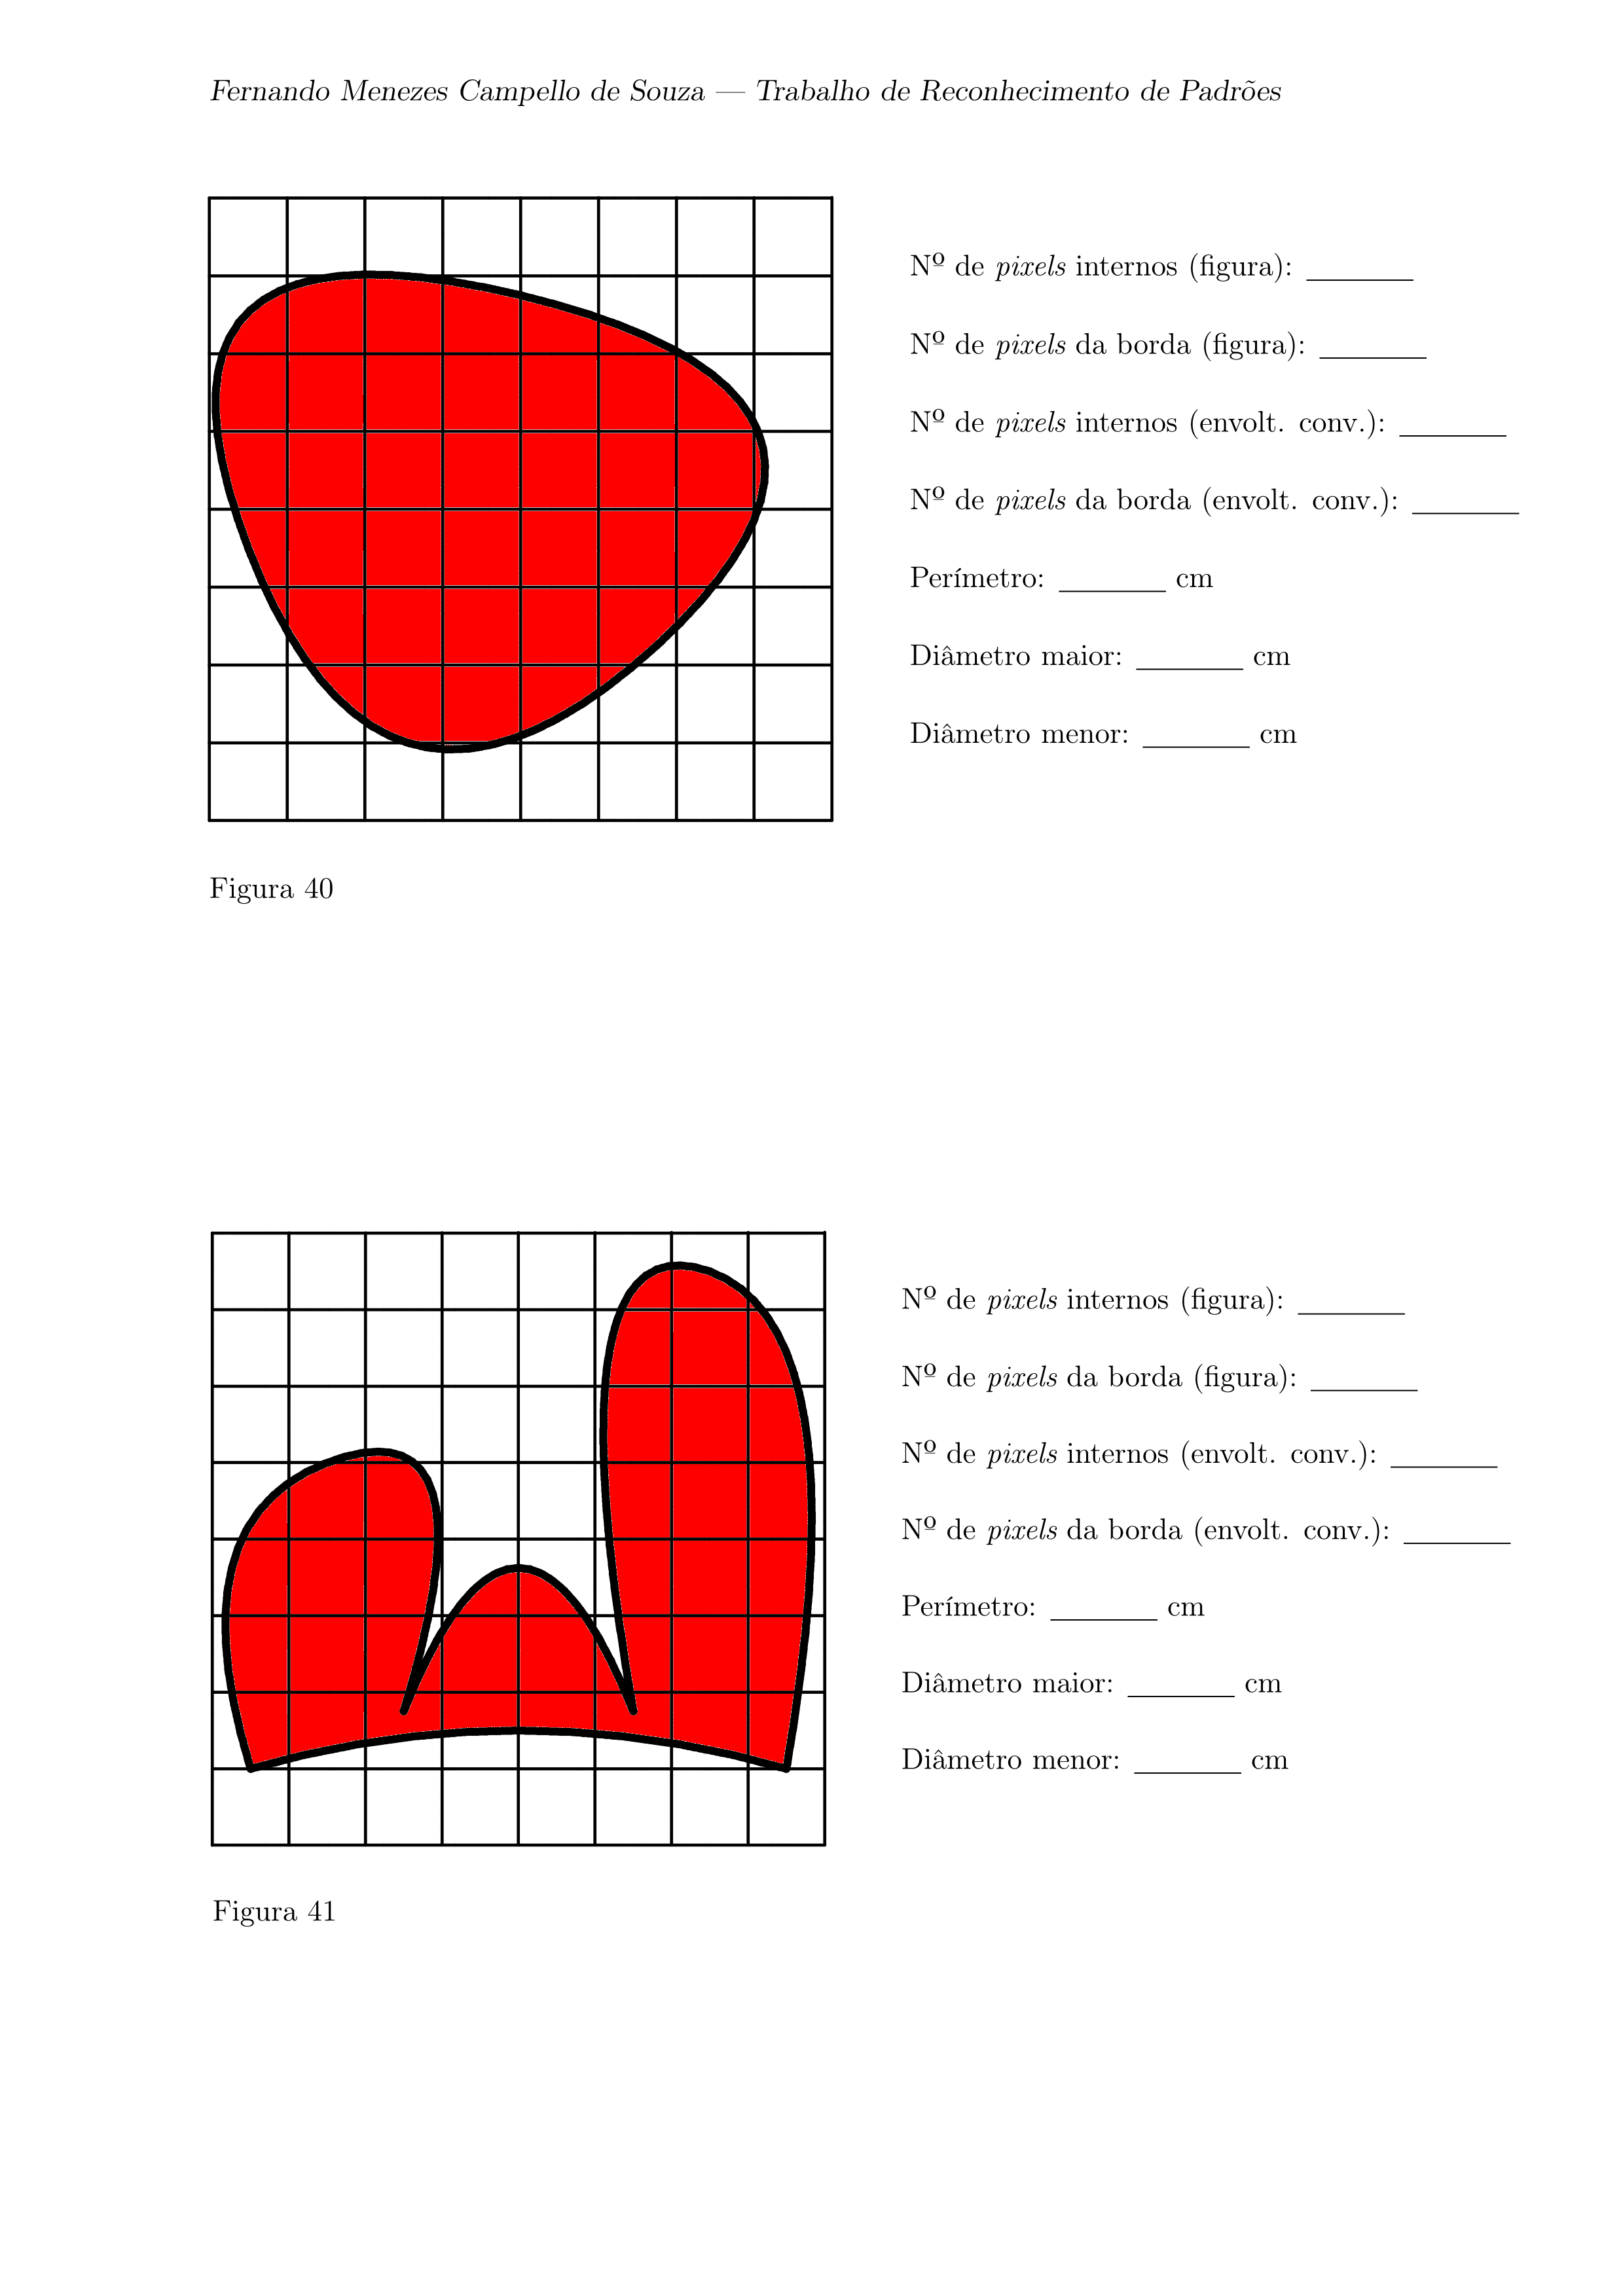 Fernando Menezes Campello de Souza — Trabalho de Reconhecimento de Padrões
Nº de pixels internos (figura): _______
Nº de pixels da borda (figura): _______
Nº de pixels internos (envolt. conv.): _______
Nº de pixels da borda (envolt. conv.): _______
Perímetro: _______ cm
Diâmetro maior: _______ cm
Diâmetro menor: _______ cm
Figura 40
Nº de pixels internos (figura): _______
Nº de pixels da borda (figura): _______
Nº de pixels internos (envolt. conv.): _______
Nº de pixels da borda (envolt. conv.): _______
Perímetro: _______ cm
Diâmetro maior: _______ cm
Diâmetro menor: _______ cm
Figura 41